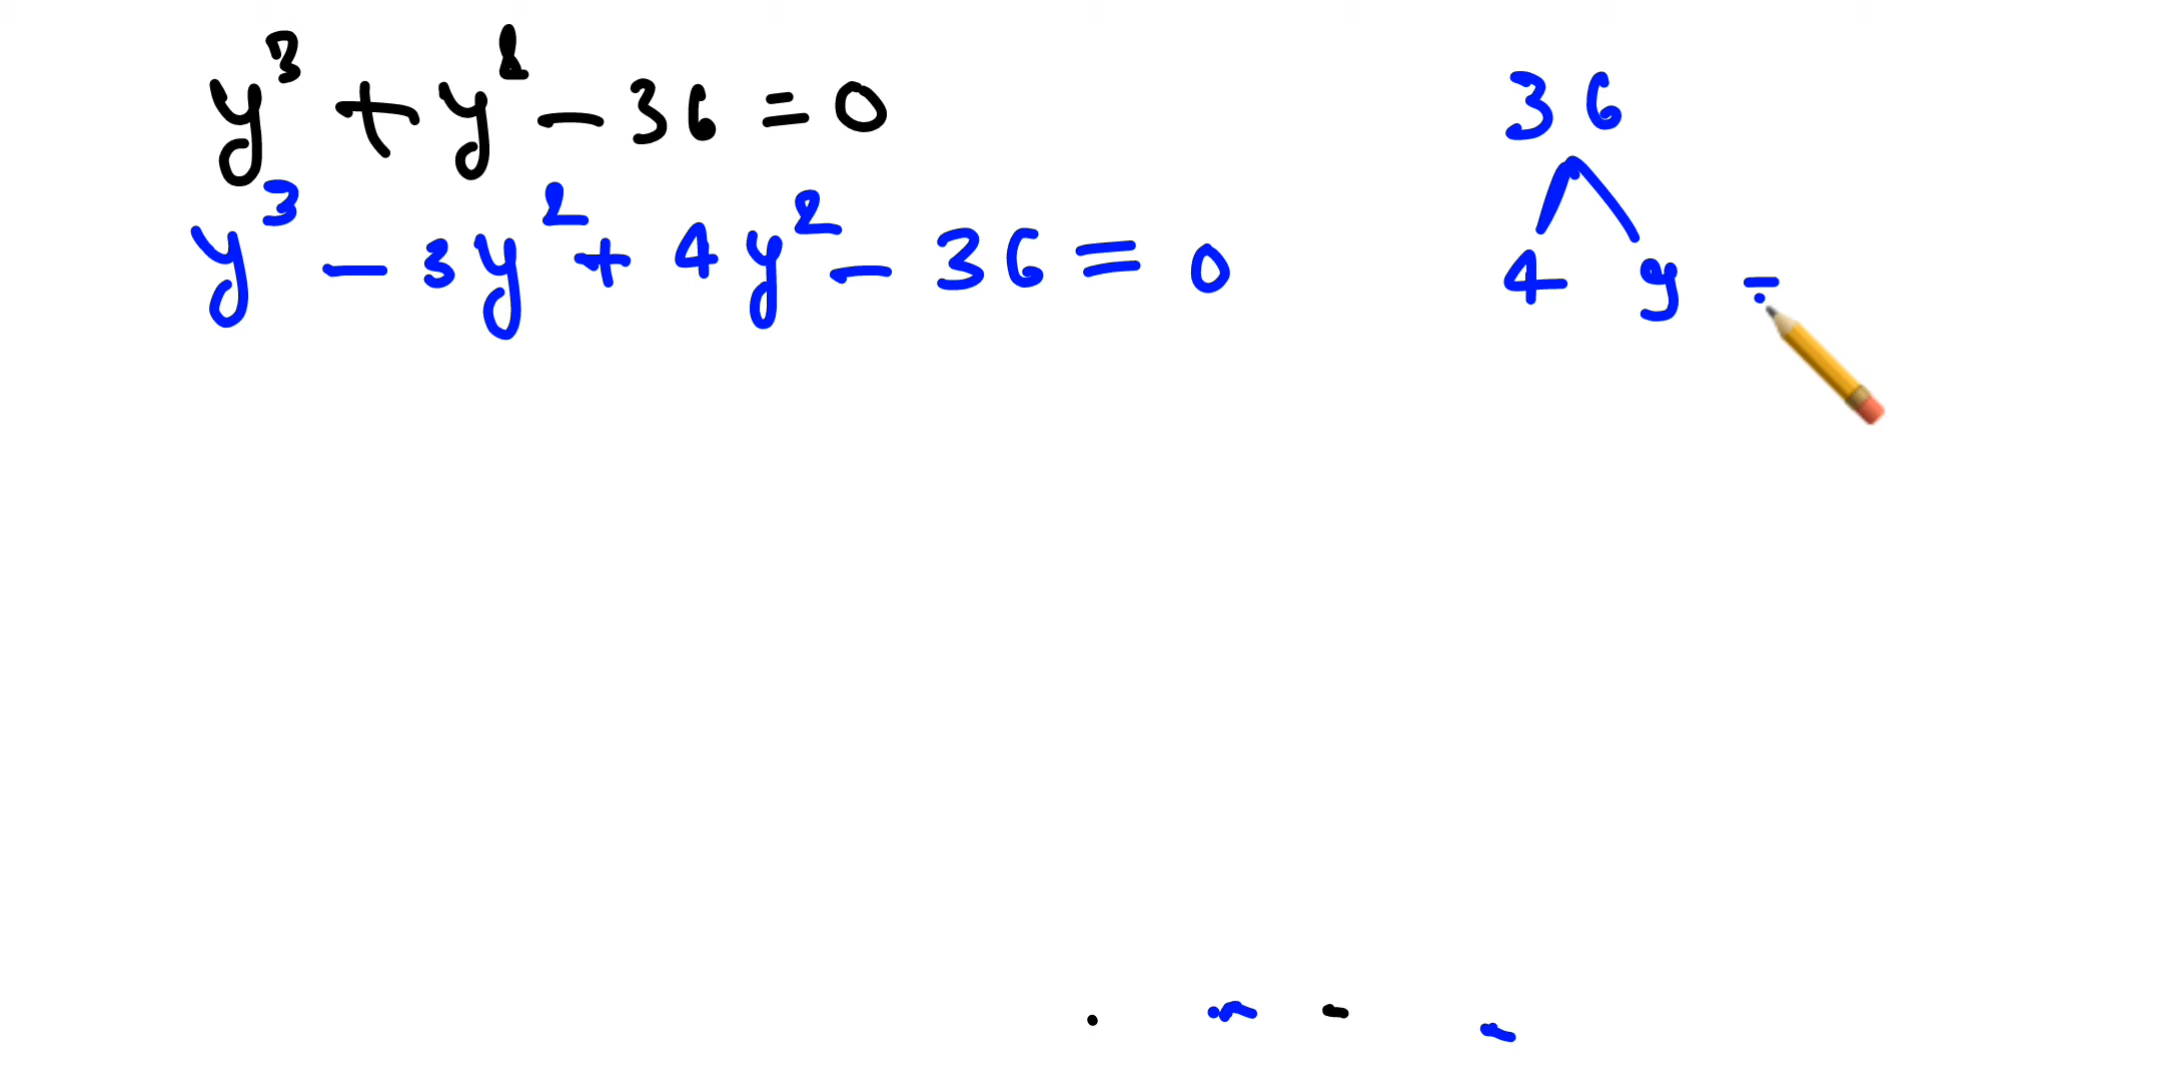 y³ + y² - 36 = 0
y³ - 3y² + 4y² - 36 = 0
36
4 9 =